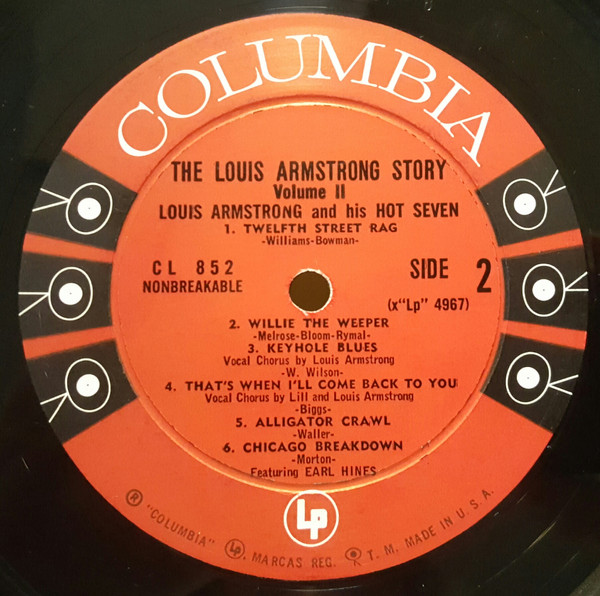 COLUMBIA
THE LOUIS ARMSTRONG STORY
Volume II
LOUIS ARMSTRONG and his HOT SEVEN
1. TWELFTH STREET RAG
-Williams-Bowman-
CL 852
NONBREAKABLE
SIDE 2
(x"Lp" 4967)
2. WILLIE THE WEEPER
-Melrose-Bloom-Rymal-
3. KEYHOLE BLUES
Vocal Chorus by Louis Armstrong
-W. Wilson-
4. THAT'S WHEN I'LL COME BACK TO YOU
Vocal Chorus by Lill and Louis Armstrong
-Biggs-
5. ALLIGATOR CRAWL
-Waller-
6. CHICAGO BREAKDOWN
-Morton-
Featuring EARL HINES
Lp
® "COLUMBIA" Lp. MARCAS REG. T. M. MADE IN U. S. A.